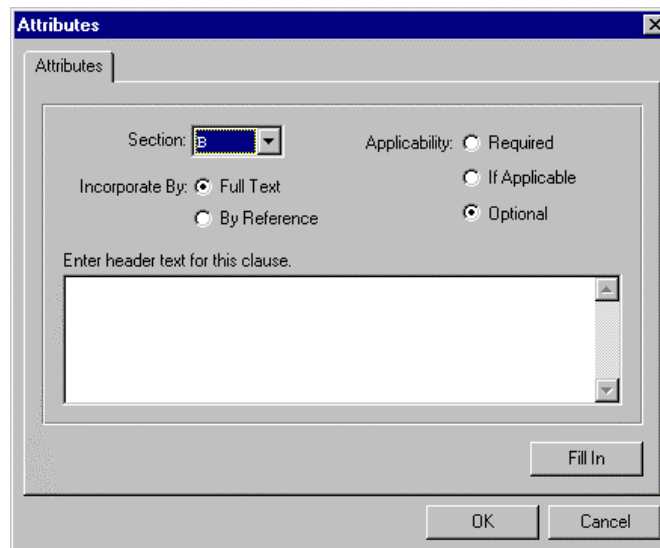 Attributes
Attributes
Section: B
Applicability: Required
If Applicable
Optional
Incorporate By: Full Text
By Reference
Enter header text for this clause.
Fill In
OK Cancel